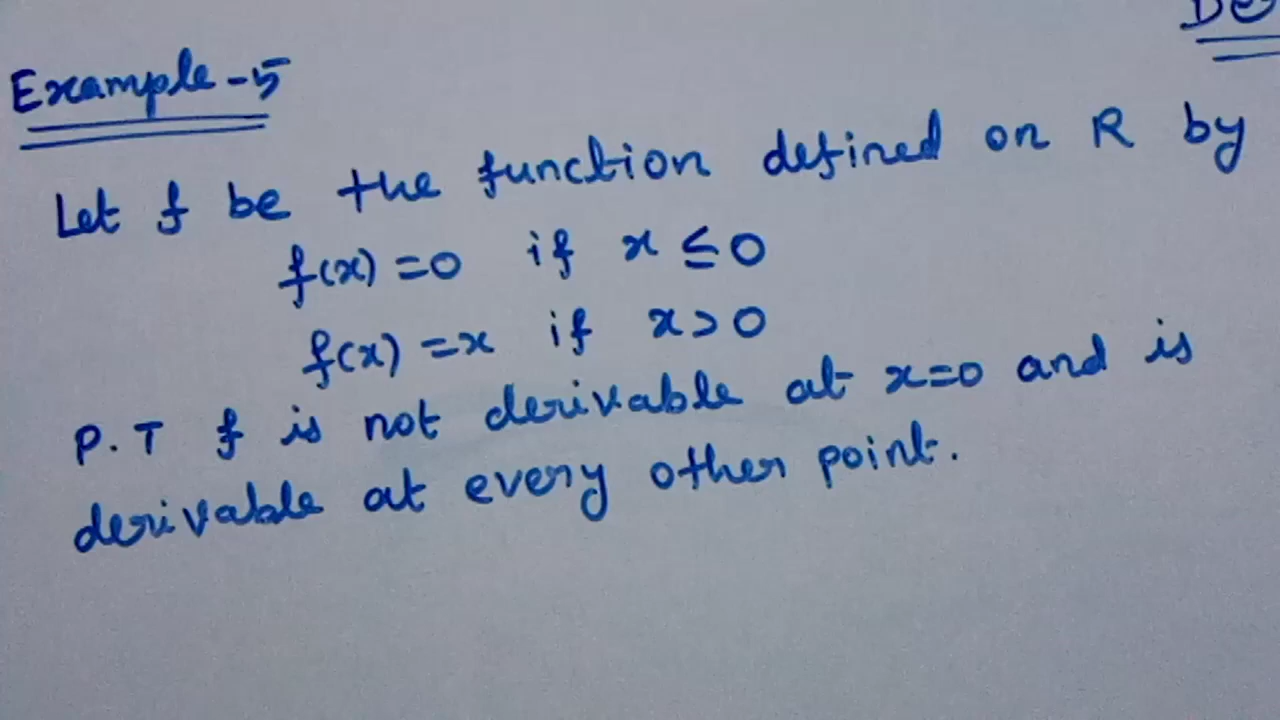 De
Example-5
Let f be the function defined on R by
f(x) =0 if x ≤0
f(x) =x if x>0
P.T f is not derivable at x=0 and is
derivable at every other point.